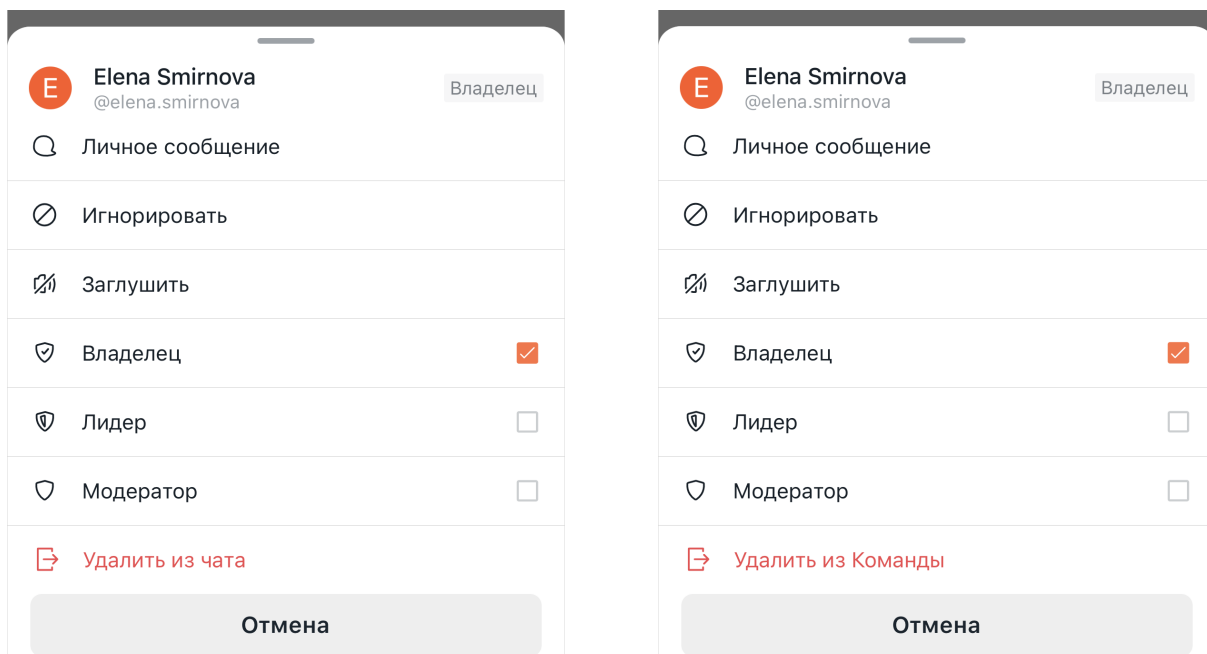 E
Elena Smirnova
@elena.smirnova
Владелец
Личное сообщение
Игнорировать
Заглушить
Владелец
Лидер
Модератор
Удалить из чата
Отмена
E
Elena Smirnova
@elena.smirnova
Владелец
Личное сообщение
Игнорировать
Заглушить
Владелец
Лидер
Модератор
Удалить из Команды
Отмена